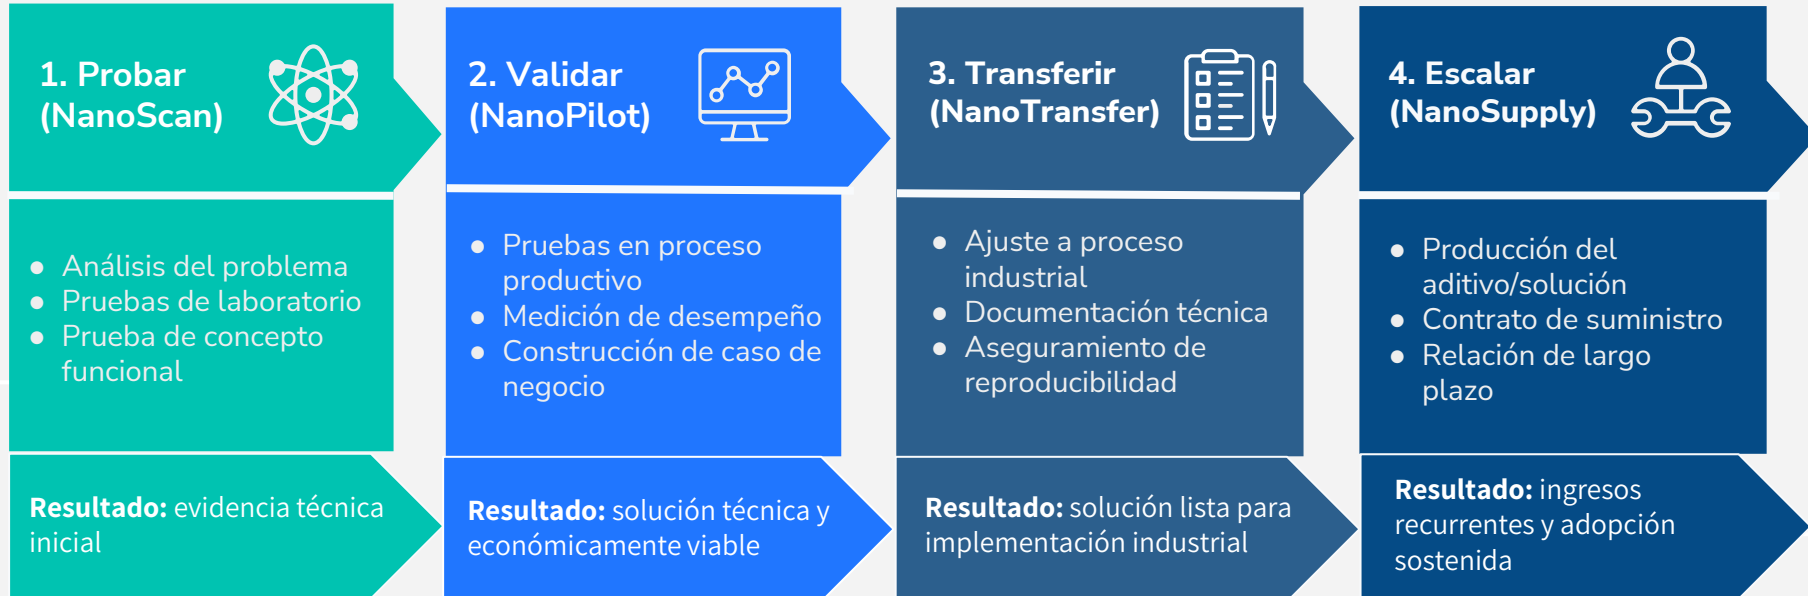 1. Probar
(NanoScan)
● Análisis del problema
● Pruebas de laboratorio
● Prueba de concepto
funcional
Resultado: evidencia técnica
inicial
2. Validar
(NanoPilot)
● Pruebas en proceso
productivo
● Medición de desempeño
● Construcción de caso de
negocio
Resultado: solución técnica y
económicamente viable
3. Transferir
(NanoTransfer)
● Ajuste a proceso
industrial
● Documentación técnica
● Aseguramiento de
reproducibilidad
Resultado: solución lista para
implementación industrial
4. Escalar
(NanoSupply)
● Producción del
aditivo/solución
● Contrato de suministro
● Relación de largo
plazo
Resultado: ingresos
recurrentes y adopción
sostenida